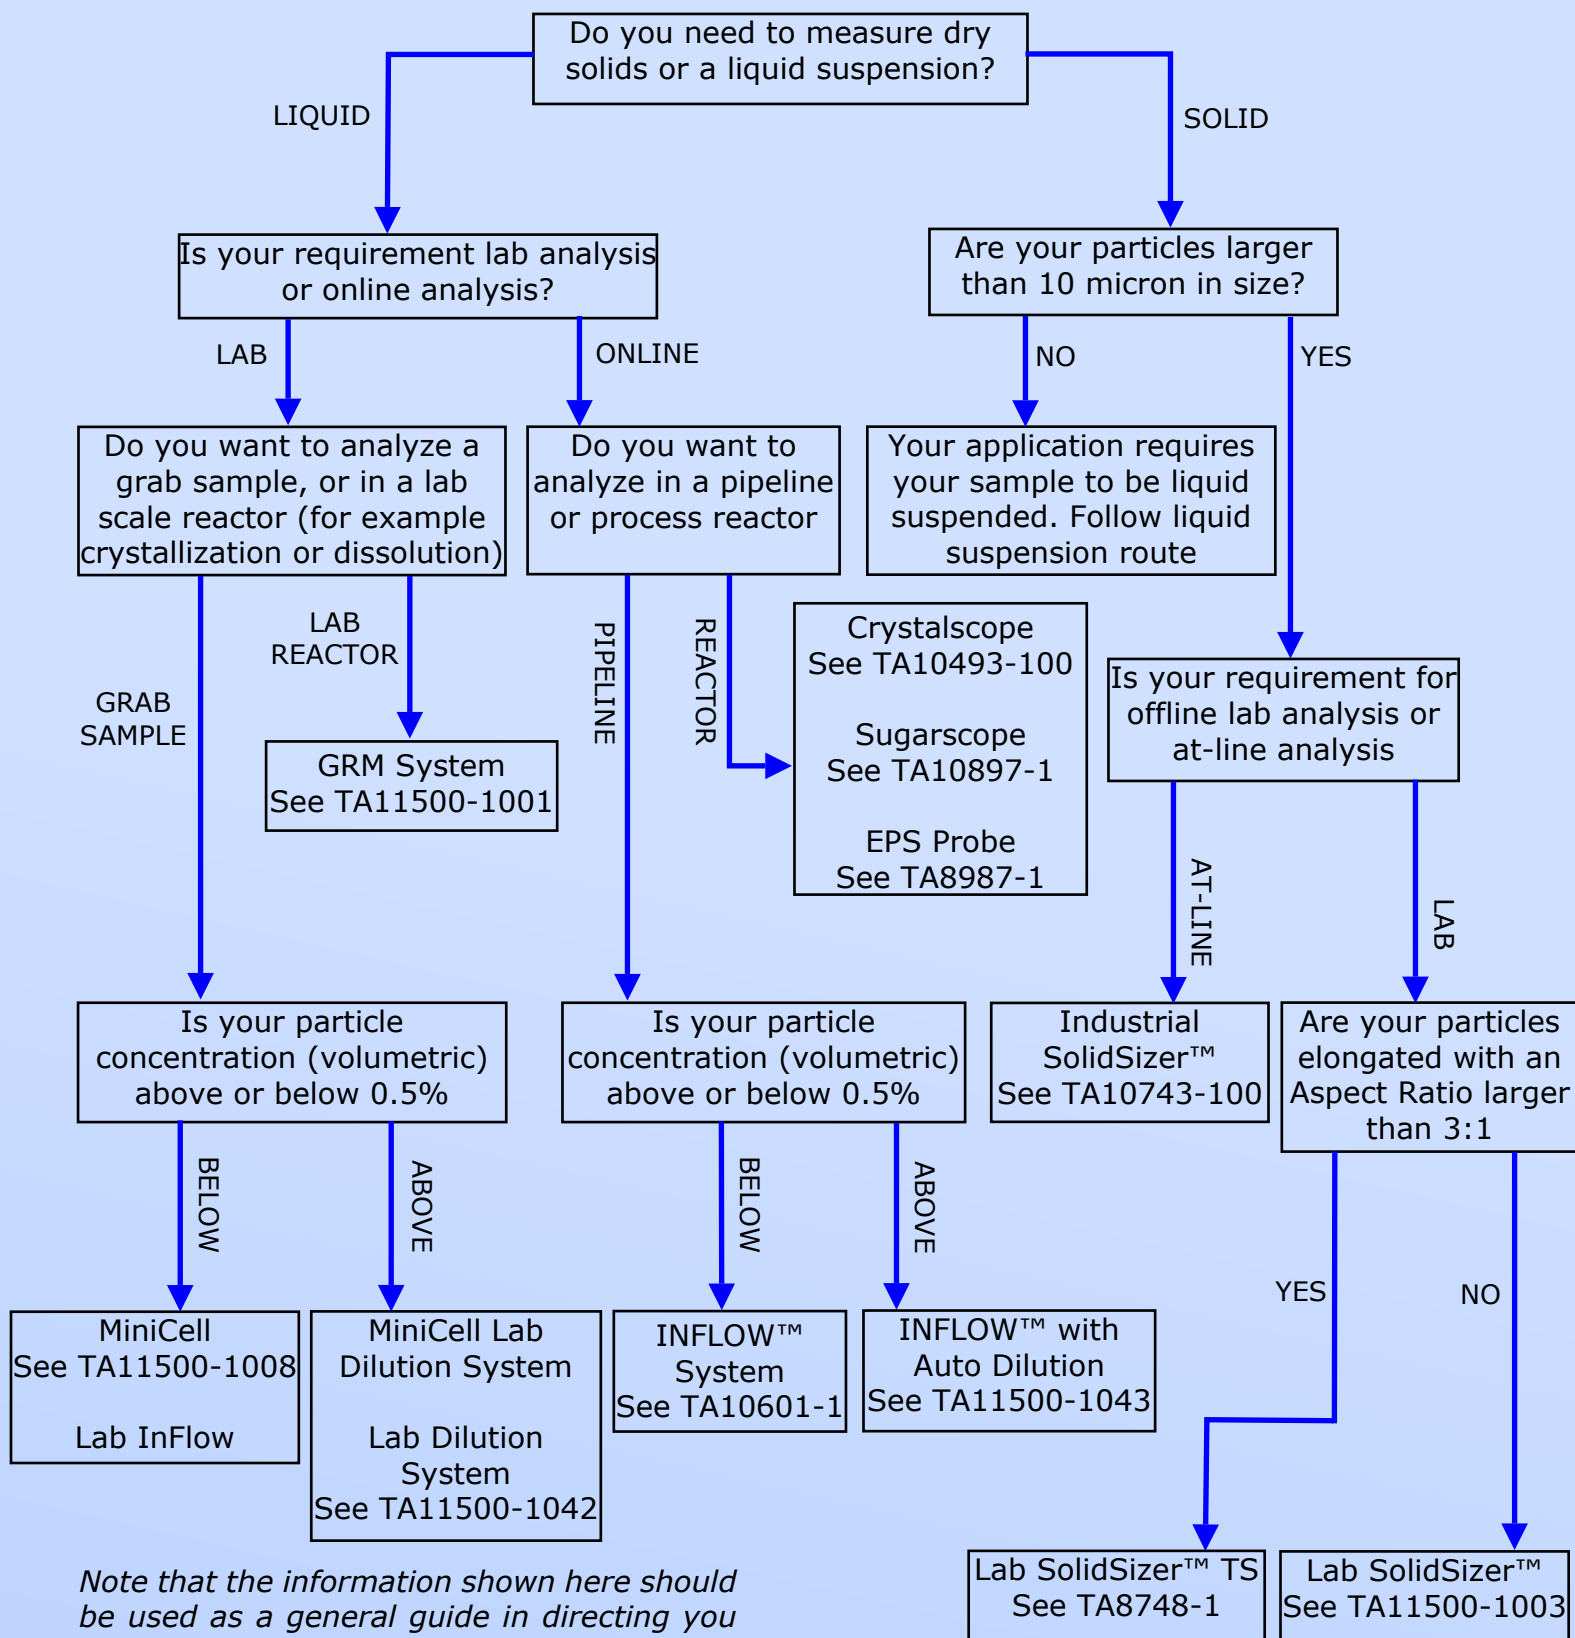 Do you need to measure dry
solids or a liquid suspension?
LIQUID
SOLID
Is your requirement lab analysis
or online analysis?
Are your particles larger
than 10 micron in size?
LAB
ONLINE
NO
YES
Do you want to analyze a
grab sample, or in a lab
scale reactor (for example
crystallization or dissolution)
Do you want to
analyze in a pipeline
or process reactor
Your application requires
your sample to be liquid
suspended. Follow liquid
suspension route
GRAB
SAMPLE
LAB
REACTOR
PIPELINE
REACTOR
GRM System
See TA11500-1001
Crystalscope
See TA10493-100
Sugarscope
See TA10897-1
EPS Probe
See TA8987-1
Is your requirement for
offline lab analysis or
at-line analysis
AT-LINE
LAB
Is your particle
concentration (volumetric)
above or below 0.5%
Is your particle
concentration (volumetric)
above or below 0.5%
Industrial
SolidSizer™
See TA10743-100
Are your particles
elongated with an
Aspect Ratio larger
than 3:1
BELOW
ABOVE
BELOW
ABOVE
YES
NO
MiniCell
See TA11500-1008
Lab InFlow
MiniCell Lab
Dilution System
Lab Dilution
System
See TA11500-1042
INFLOW™
System
See TA10601-1
INFLOW™ with
Auto Dilution
See TA11500-1043
Lab SolidSizer™ TS
See TA8748-1
Lab SolidSizer™
See TA11500-1003
Note that the information shown here should
be used as a general guide in directing you